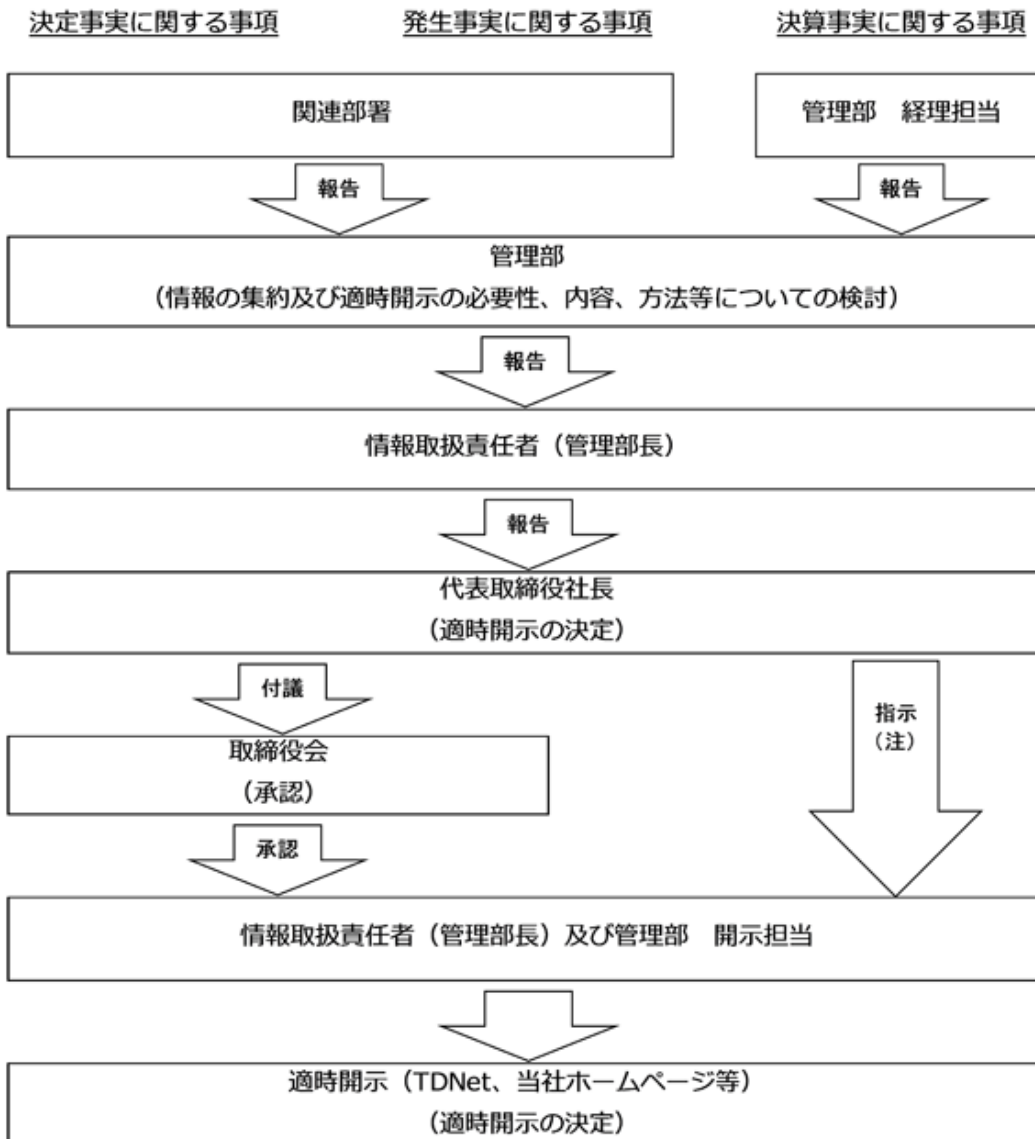 決定事実に関する事項
発生事実に関する事項
決算事実に関する事項
関連部署
管理部　経理担当
報告
報告
管理部
（情報の集約及び適時開示の必要性、内容、方法等についての検討）
報告
情報取扱責任者（管理部長）
報告
代表取締役社長
（適時開示の決定）
付議
指示
（注）
取締役会
（承認）
承認
情報取扱責任者（管理部長）及び管理部　開示担当
適時開示（TDNet、当社ホームページ等）
（適時開示の決定）